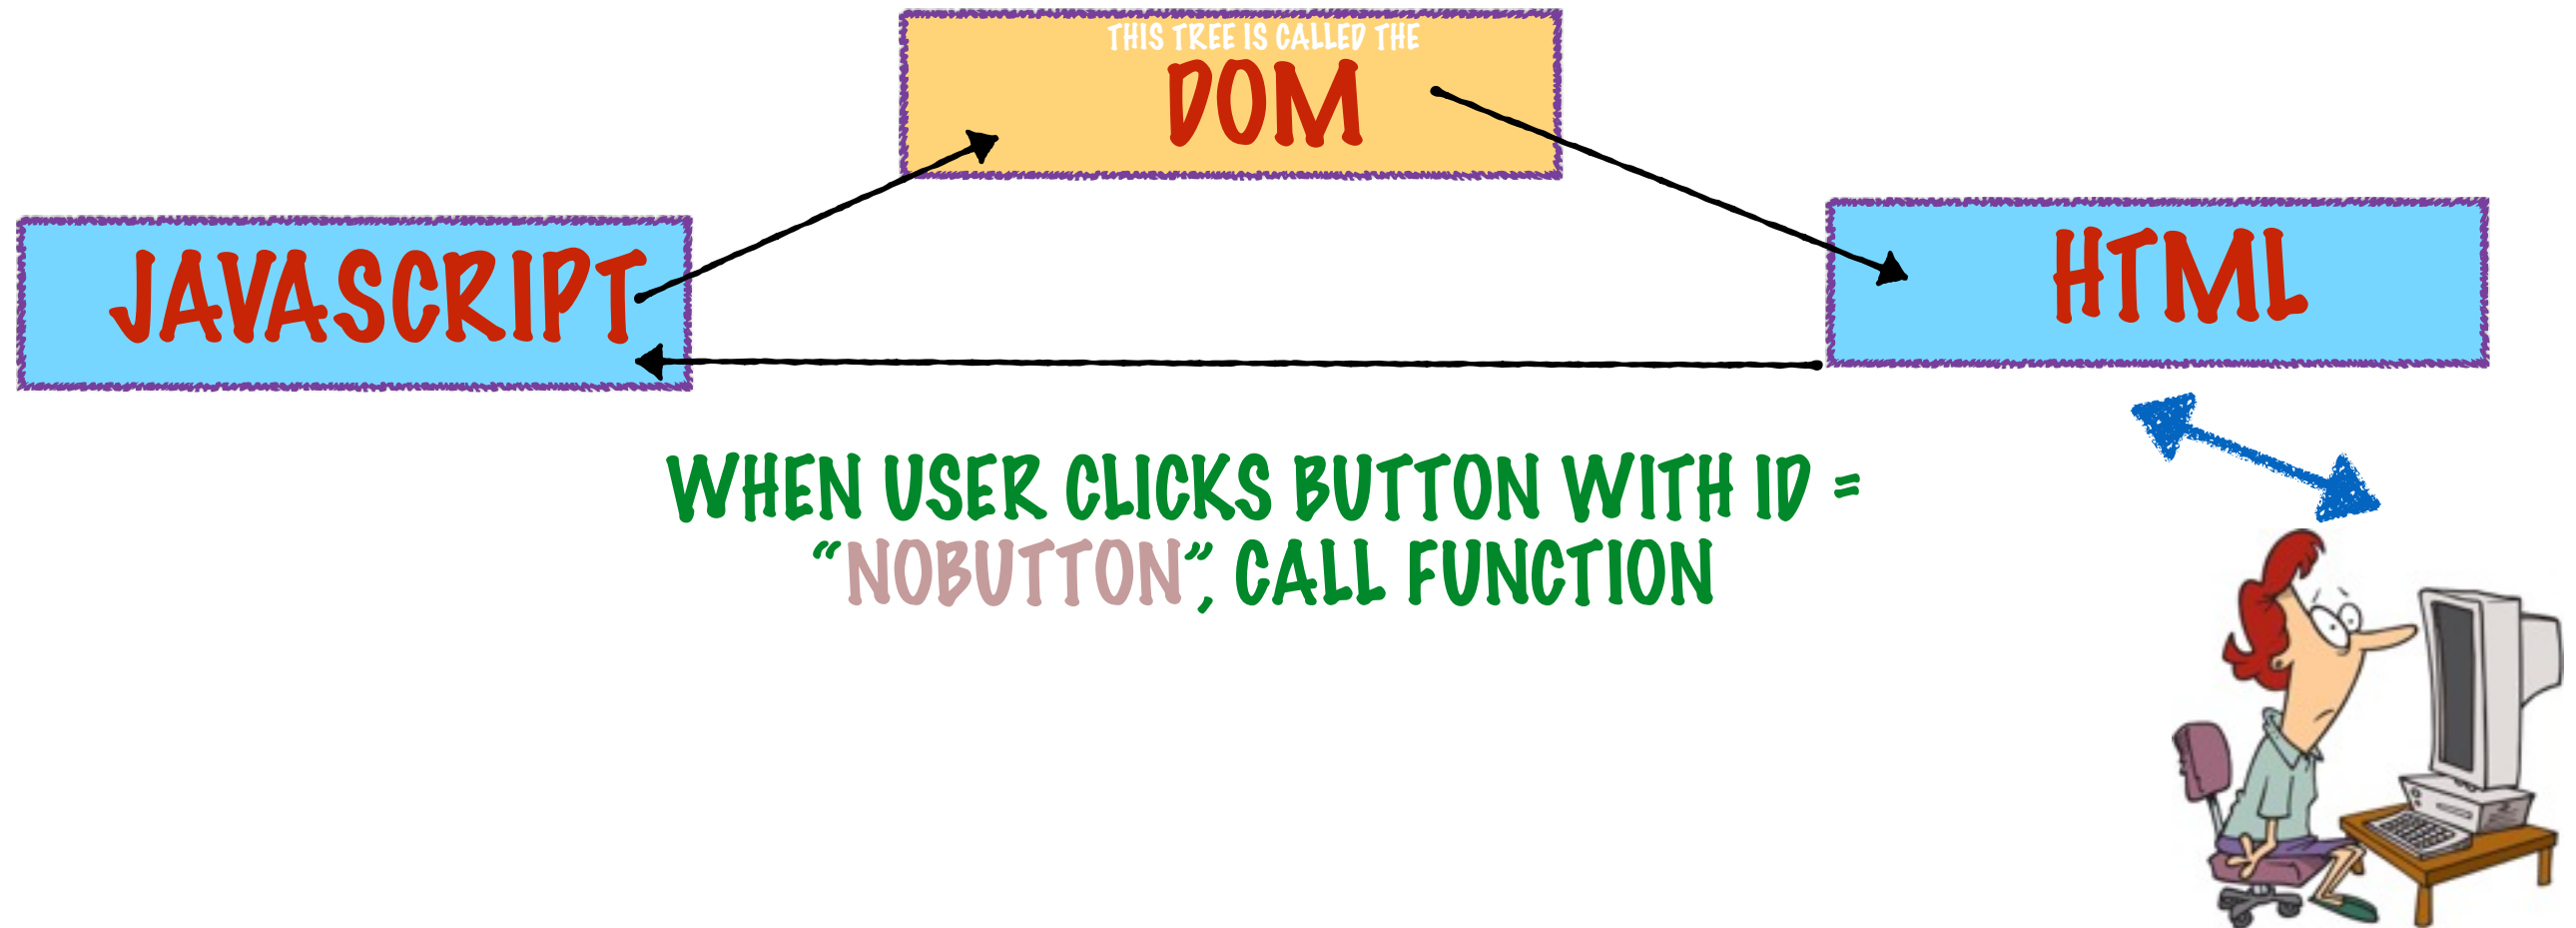 THIS TREE IS CALLED THE
DOM
JAVASCRIPT
HTML
WHEN USER CLICKS BUTTON WITH ID =
“NOBUTTON”, CALL FUNCTION